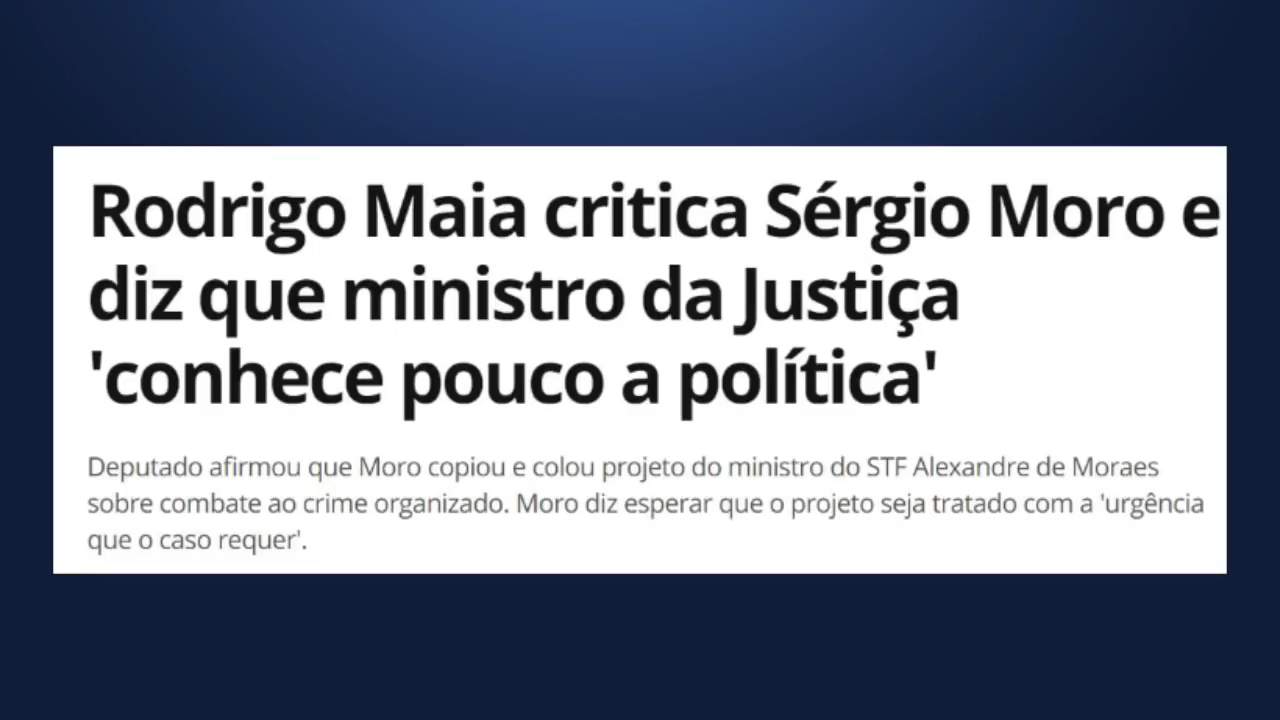 Rodrigo Maia critica Sérgio Moro e
diz que ministro da Justiça
'conhece pouco a política'
Deputado afirmou que Moro copiou e colou projeto do ministro do STF Alexandre de Moraes
sobre combate ao crime organizado. Moro diz esperar que o projeto seja tratado com a 'urgência
que o caso requer'.